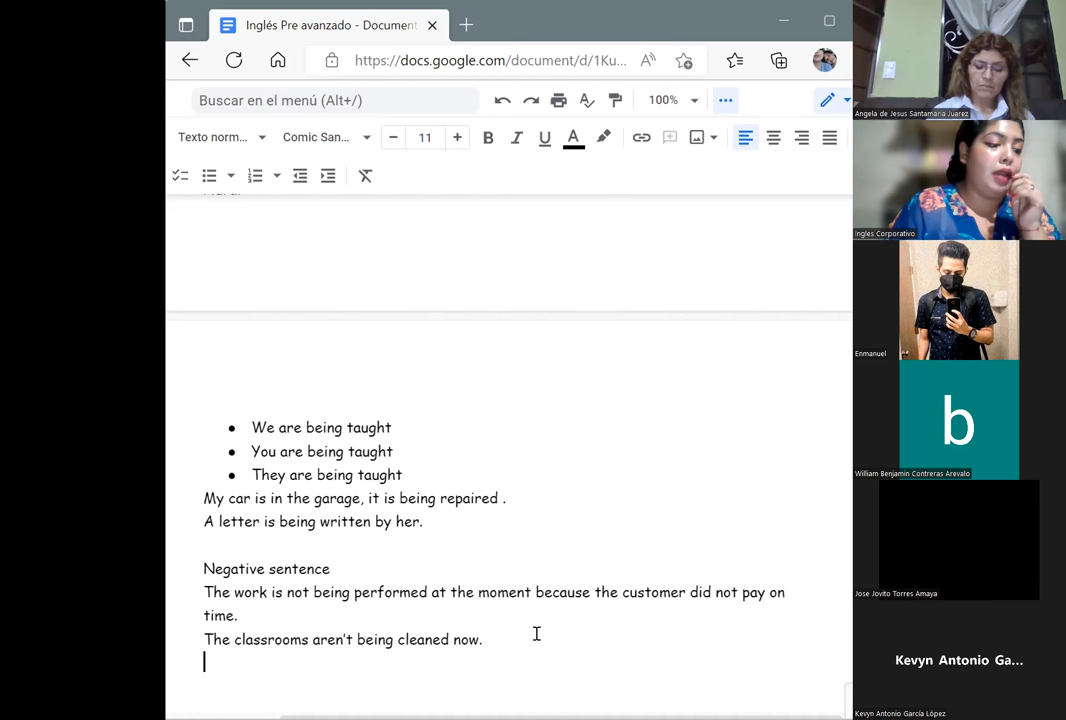 Inglés Pre avanzado - Document
https://docs.google.com/document/d/1Ku...
Buscar en el menú (Alt+/)
100%
Texto norm...
Comic San...
11
We are being taught
You are being taught
They are being taught
My car is in the garage, it is being repaired .
A letter is being written by her.
Negative sentence
The work is not being performed at the moment because the customer did not pay on
time.
The classrooms aren't being cleaned now.
Angela de Jesus Santamaria Juarez
Ingles Corporativo
Enmanuel
b
William Benjamin Contreras Arevalo
Jose Jovito Torres Amaya
Kevyn Antonio Ga...
Kevyn Antonio García López